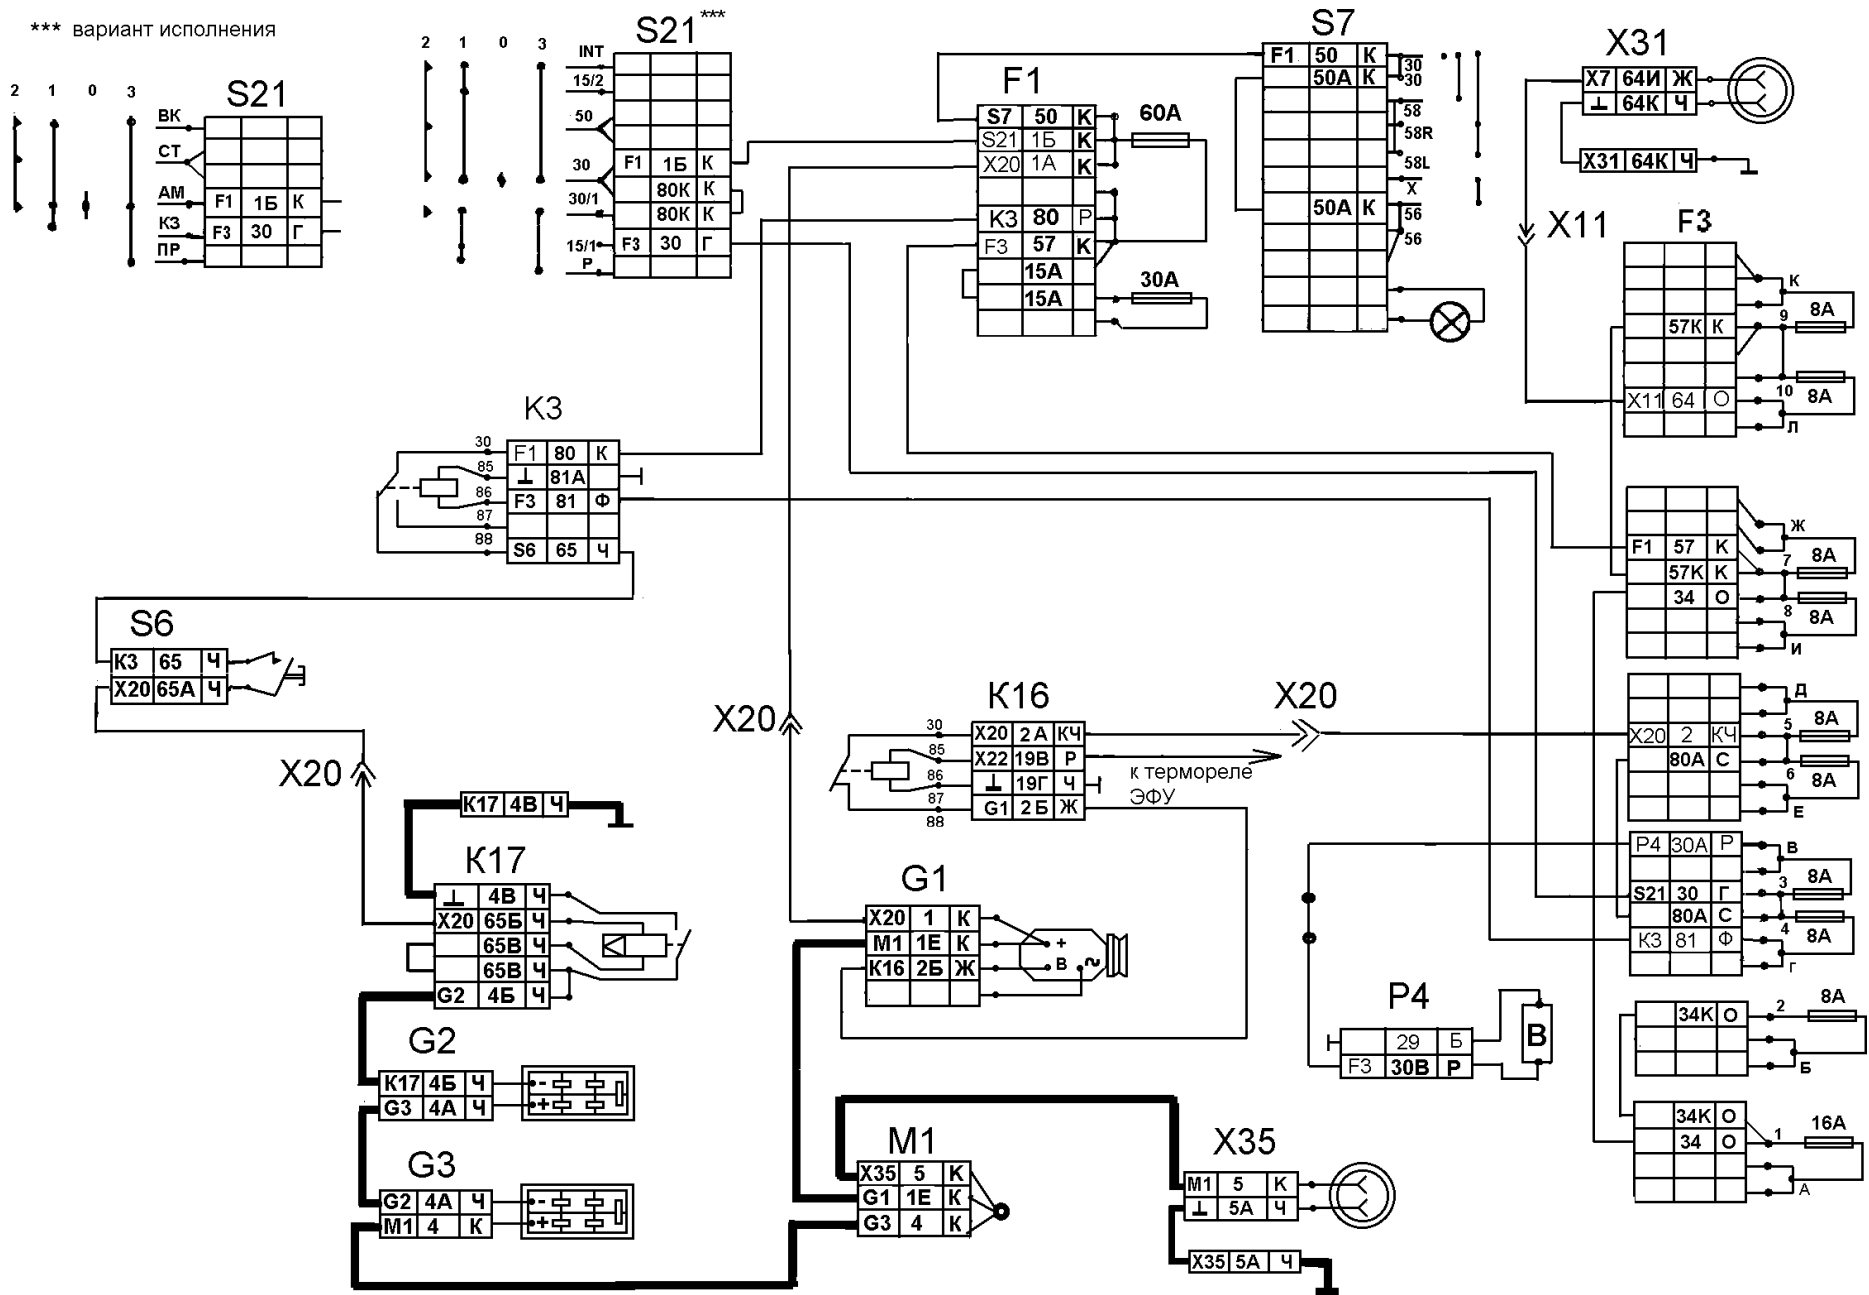 *** вариант исполнения
2 1 0 3
S21
ВК
СТ
АМ F1 1Б К
КЗ F3 30 Г
ПР
2 1 0 3
S21 ***
INT
15/2
50
30 F1 1Б К
80К К
30/1 80К К
15/1 F3 30 Г
Р
F1
S7 50 К
S21 1Б К
X20 1А К
К3 80 Р
F3 57 К
15А
15А
60А
30А
S7
F1 50 К 30
50А К 30
58
58R
58L
X
50А К 56
56
X31
X7 64И Ж
⊥ 64К Ч
X31 64К Ч
X11
F3
К
57К К 9 8А
10 8А
X11 64 О
Л
Ж
F1 57 К 7 8А
57К К
34 О 8 8А
И
Д
X20 2 КЧ 5 8А
80А С 6 8А
Е
Р4 30А Р В
8А
S21 30 Г 3
80А С 4 8А
К3 81 Ф
Г
34К О 2 8А
Б
34К О
34 О 1 16А
А
К3
30 F1 80 К
85 ⊥ 81А
86 F3 81 Ф
87
88 S6 65 Ч
S6
К3 65 Ч
X20 65А Ч
X20
К17 4В Ч
К17
⊥ 4В Ч
X20 65Б Ч
65В Ч
65В Ч
G2 4Б Ч
G2
К17 4Б Ч -
G3 4А Ч +
G3
G2 4А Ч -
М1 4 К +
X20
К16
30 X20 2А КЧ
85 X22 19В Р
86 ⊥ 19Г Ч
87 G1 2Б Ж
88
X20
к термореле
ЭФУ
G1
X20 1 К
М1 1Е К +
К16 2Б Ж В ~
Р4
29 Б
F3 30В Р
В
М1
X35 5 К
G1 1Е К
G3 4 К
X35
М1 5 К
⊥ 5А Ч
X35 5А Ч